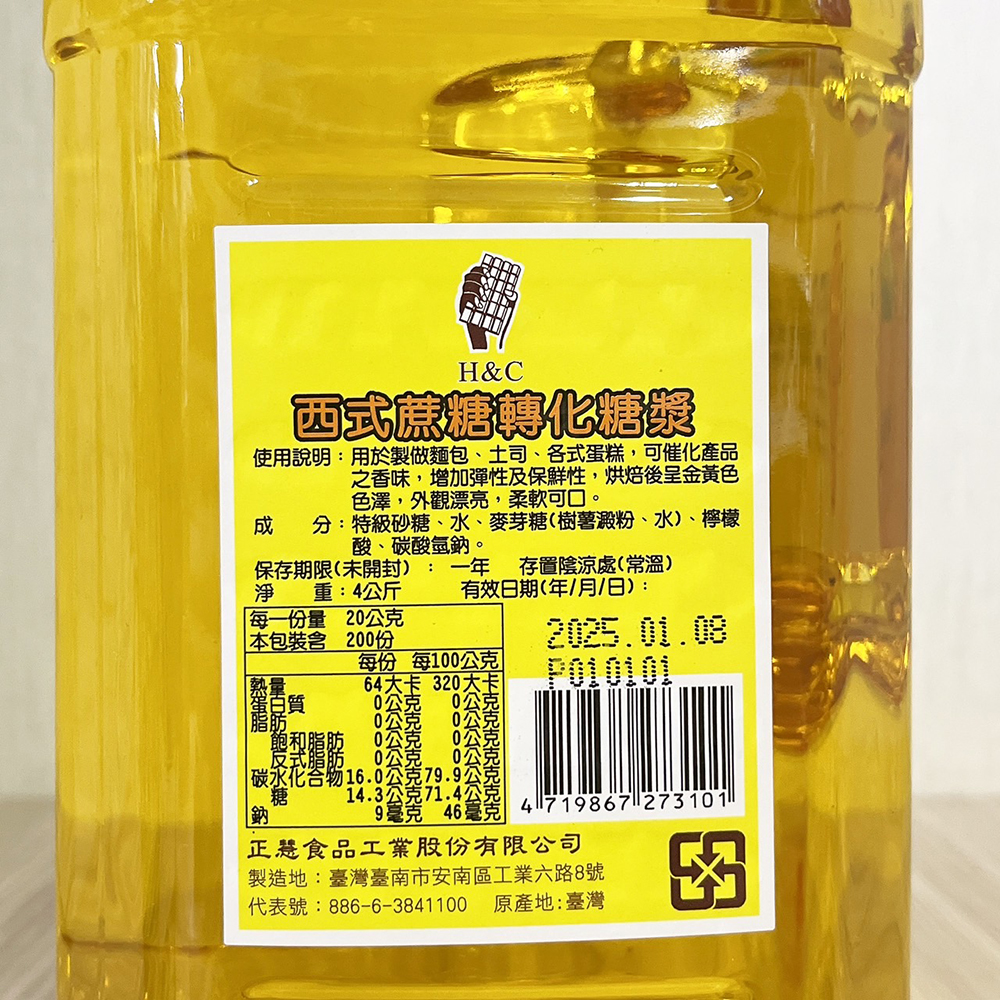 H&C
西式蔗糖轉化糖漿
使用說明：用於製做麵包、土司、各式蛋糕，可催化產品
之香味，增加彈性及保鮮性，烘焙後呈金黃色
色澤，外觀漂亮，柔軟可口。
成　分：特級砂糖、水、麥芽糖(樹薯澱粉、水)、檸檬
酸、碳酸氫鈉。
保存期限(未開封)：一年　存置陰涼處(常溫)
淨　重：4公斤　有效日期(年/月/日)：
每一份量 20公克
本包裝含 200份
每份 每100公克
熱量 64大卡 320大卡
蛋白質 0公克 0公克
脂肪 0公克 0公克
飽和脂肪 0公克 0公克
反式脂肪 0公克 0公克
碳水化合物 16.0公克 79.9公克
糖 14.3公克 71.4公克
鈉 9毫克 46毫克
2025.01.08
P010101
4 719867 273101
正慧食品工業股份有限公司
製造地：臺灣臺南市安南區工業六路8號
代表號：886-6-3841100 原產地:臺灣